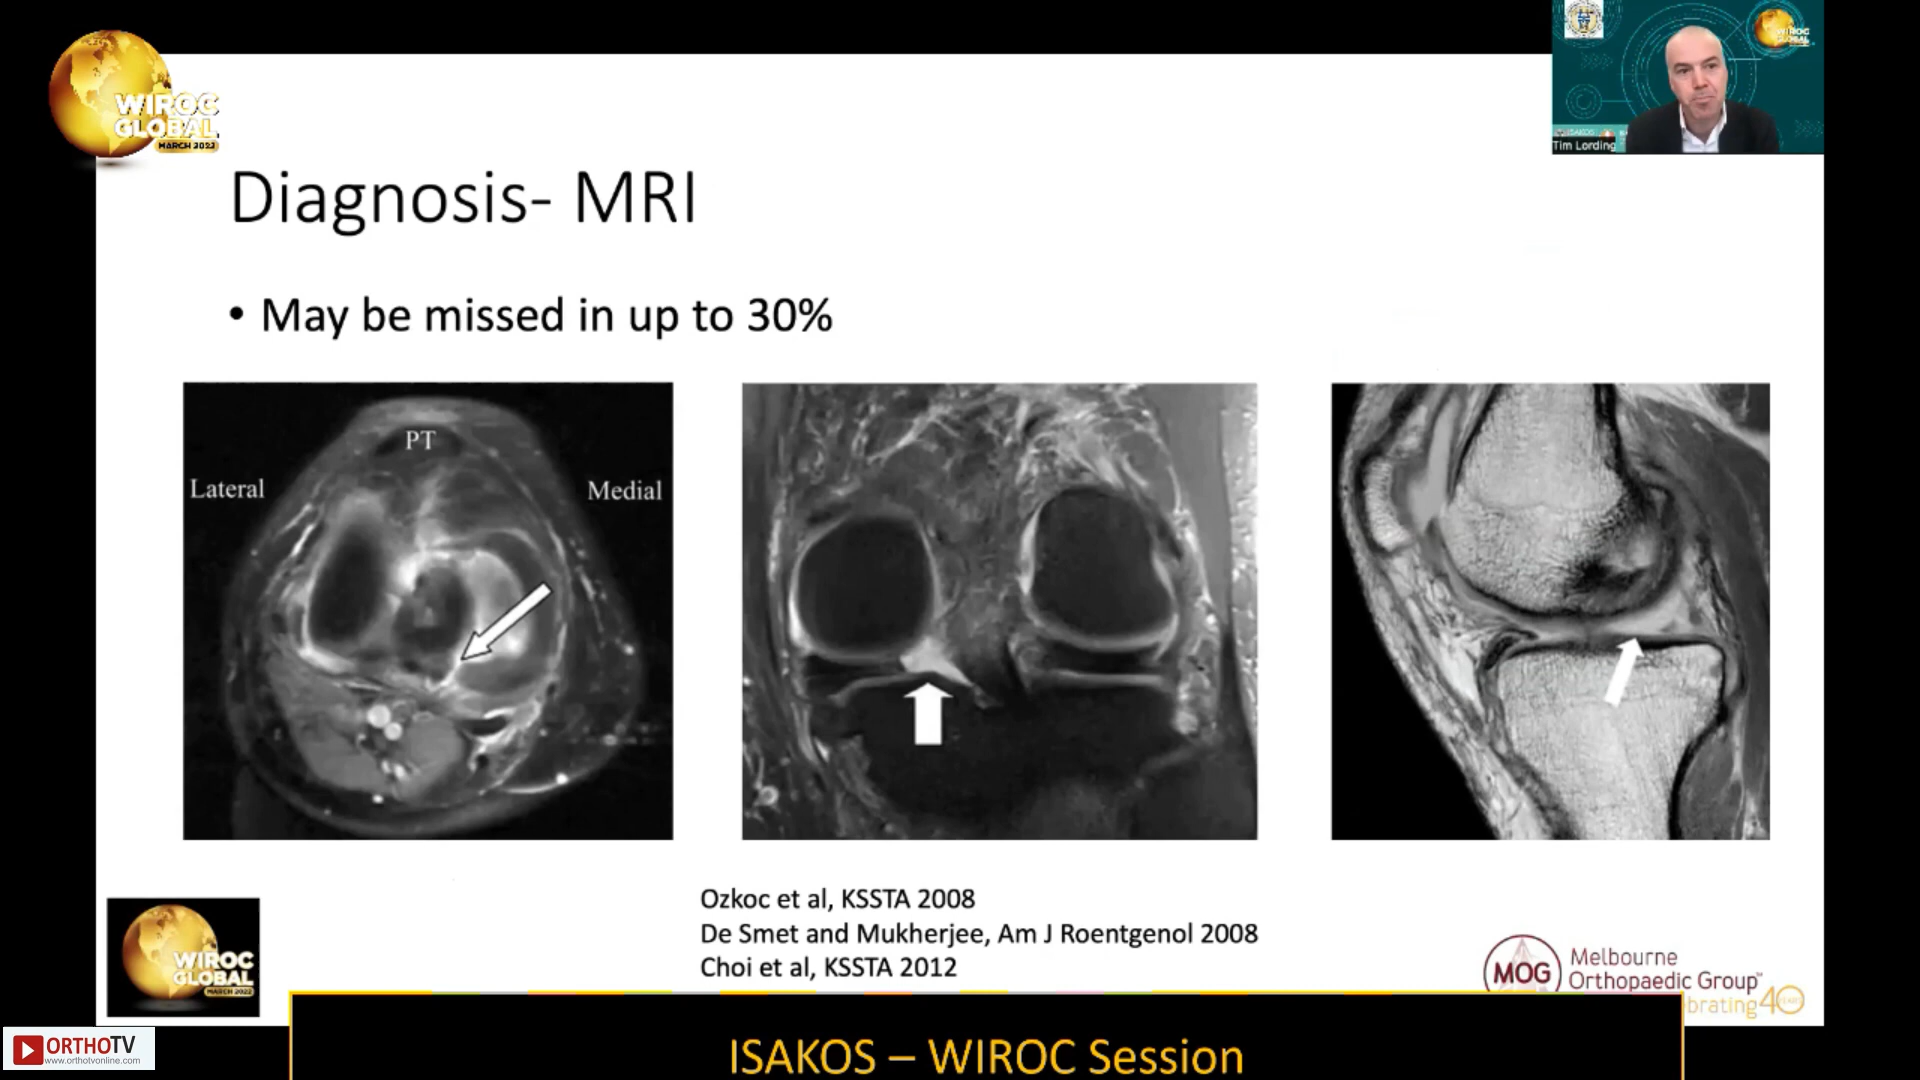 WIROC
GLOBAL
MARCH 2022
Tim Lording
Diagnosis- MRI
• May be missed in up to 30%
PT
Lateral
Medial
Ozkoc et al, KSSTA 2008
De Smet and Mukherjee, Am J Roentgenol 2008
Choi et al, KSSTA 2012
WIROC
GLOBAL
MARCH 2022
MOG
Melbourne
Orthopaedic Group
brating 40
YEARS
ORTHOTV
www.orthotvonline.com
ISAKOS – WIROC Session